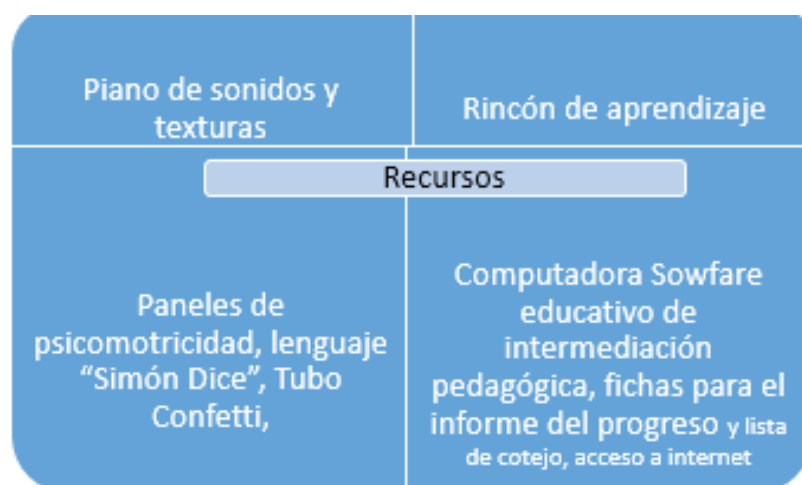 Piano de sonidos y
texturas
Rincón de aprendizaje
Recursos
Paneles de
psicomotricidad, lenguaje
“Simón Dice”, Tubo
Confetti,
Computadora Sowfare
educativo de
intermediación
pedagógica, fichas para el
informe del progreso y lista
de cotejo, acceso a internet